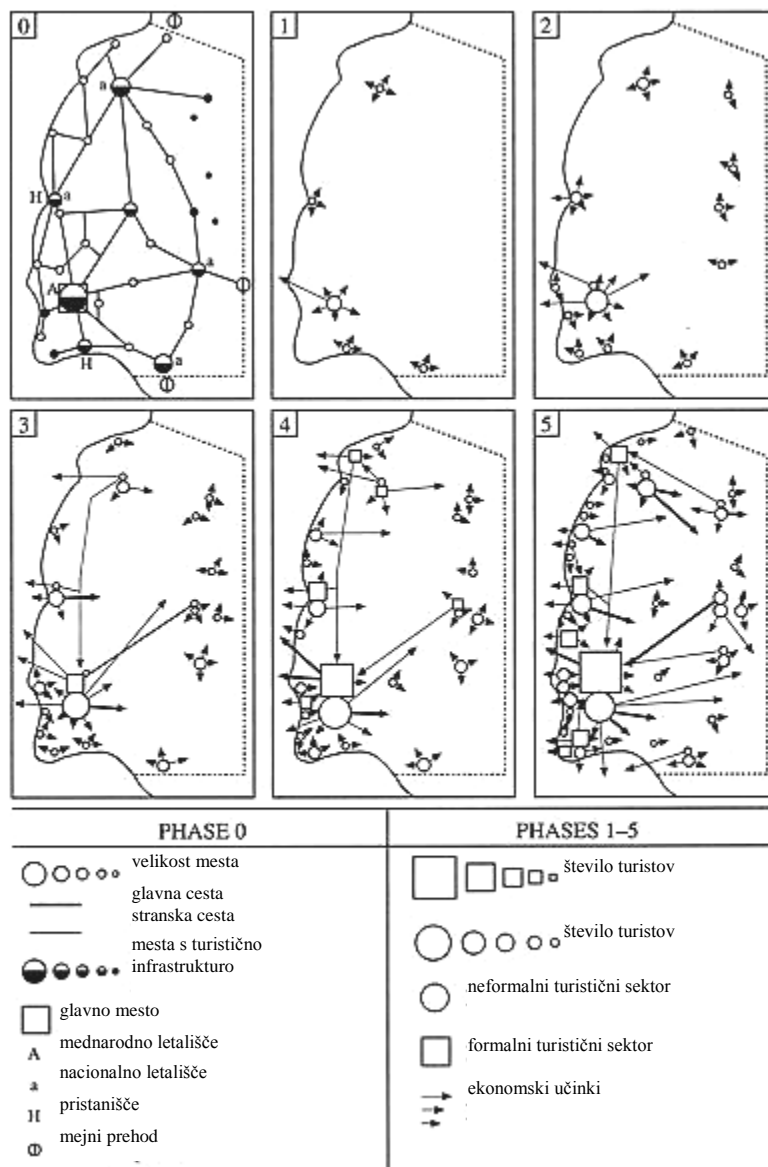 0
1
2
a
H
a
A
a
H
a
3
4
5
PHASE 0
velikost mesta
glavna cesta
stranska cesta
mesta s turistično
infrastrukturo
glavno mesto
A mednarodno letališče
a nacionalno letališče
H pristanišče
mejni prehod
PHASES 1–5
število turistov
število turistov
neformalni turistični sektor
formalni turistični sektor
ekonomski učinki